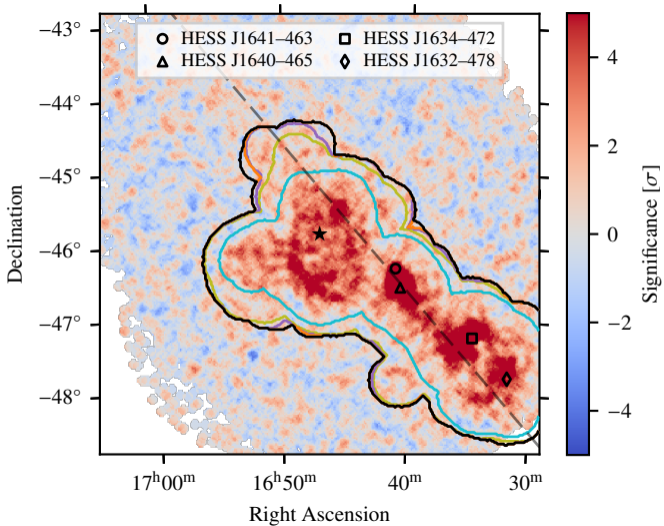 HESS J1641–463
HESS J1634–472
HESS J1640–465
HESS J1632–478
−43°
−44°
−45°
−46°
−47°
−48°
Declination
17ʰ00ᵐ
16ʰ50ᵐ
40ᵐ
30ᵐ
Right Ascension
4
2
0
−2
−4
Significance [σ]